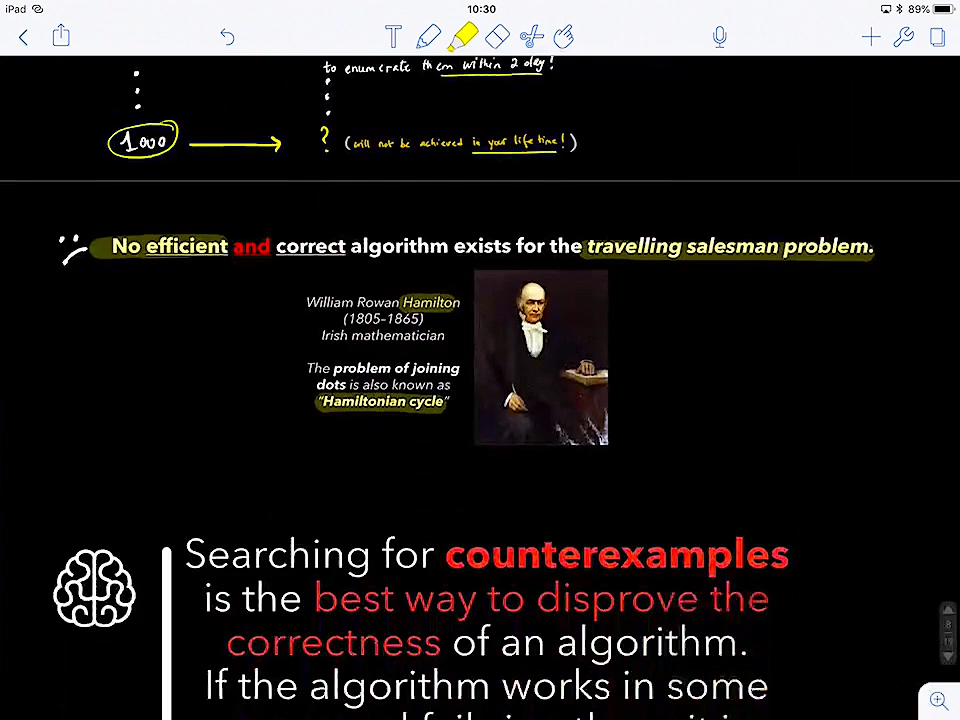 iPad 10:30 89%
T
to enumerate them within 2 day!
1000 ? (will not be achieved in your life time!)
No efficient and correct algorithm exists for the travelling salesman problem.
William Rowan Hamilton
(1805–1865)
Irish mathematician
The problem of joining
dots is also known as
"Hamiltonian cycle"
Searching for counterexamples
is the best way to disprove the
correctness of an algorithm.
If the algorithm works in some
8
19